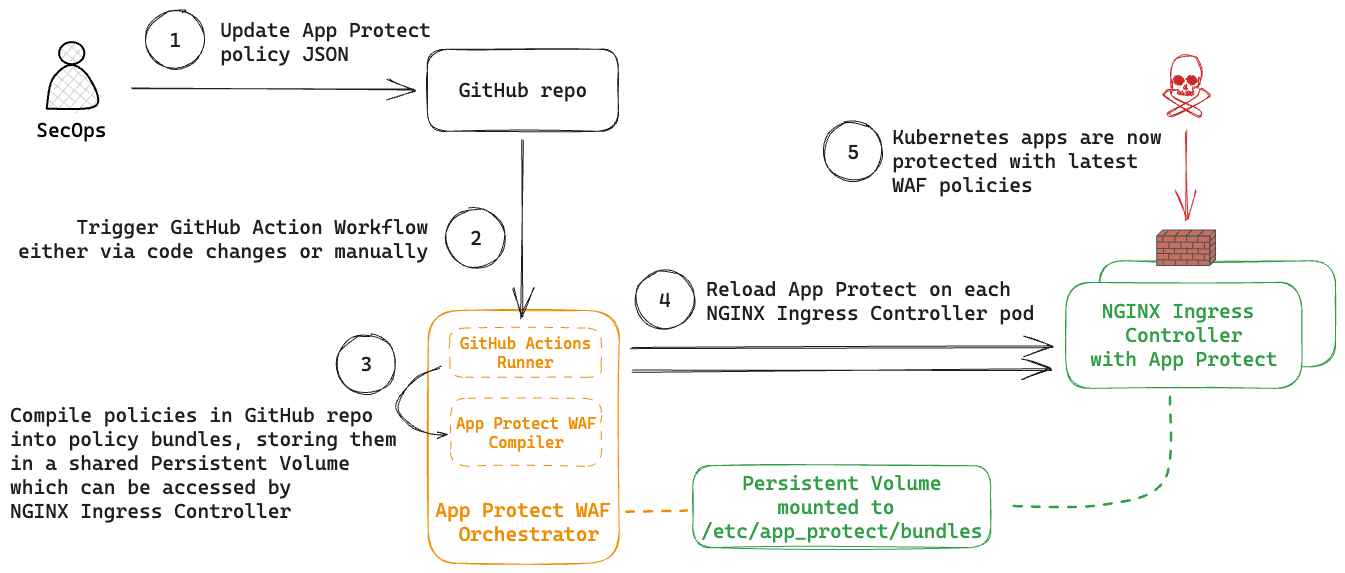 1
Update App Protect
policy JSON
SecOps
GitHub repo
5
Kubernetes apps are now
protected with latest
WAF policies
Trigger GitHub Action Workflow
either via code changes or manually
2
4
Reload App Protect on each
NGINX Ingress Controller pod
NGINX Ingress
Controller
with App Protect
3
GitHub Actions
Runner
Compile policies in GitHub repo
into policy bundles, storing them
in a shared Persistent Volume
which can be accessed by
NGINX Ingress Controller
App Protect WAF
Compiler
App Protect WAF
Orchestrator
Persistent Volume
mounted to
/etc/app_protect/bundles